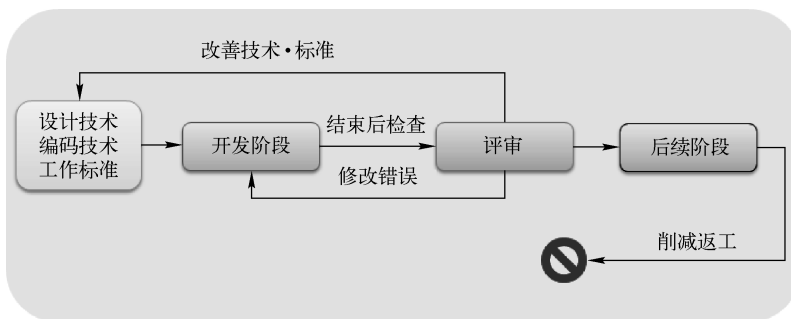 改善技术·标准
设计技术
编码技术
工作标准
开发阶段
结束后检查
评审
后续阶段
修改错误
削减返工